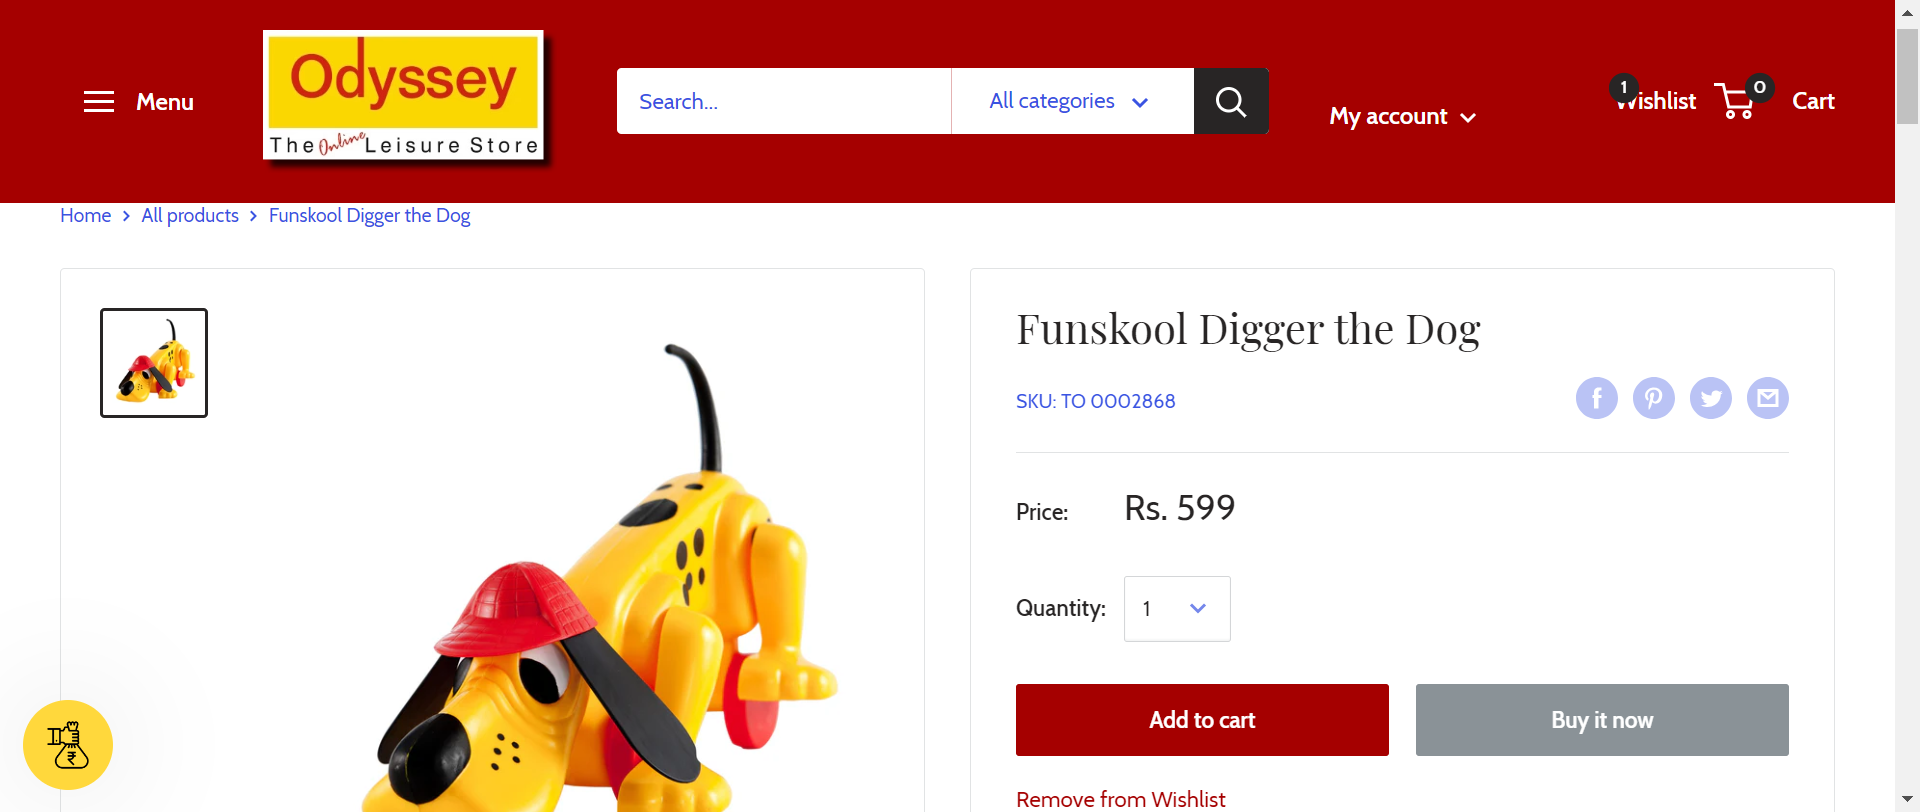 Menu
Odyssey
The Online Leisure Store
Search...
All categories
My account
1
Wishlist
0
Cart
Home > All products > Funskool Digger the Dog
Funskool Digger the Dog
SKU: TO 0002868
Price: Rs. 599
Quantity: 1
Add to cart
Buy it now
Remove from Wishlist